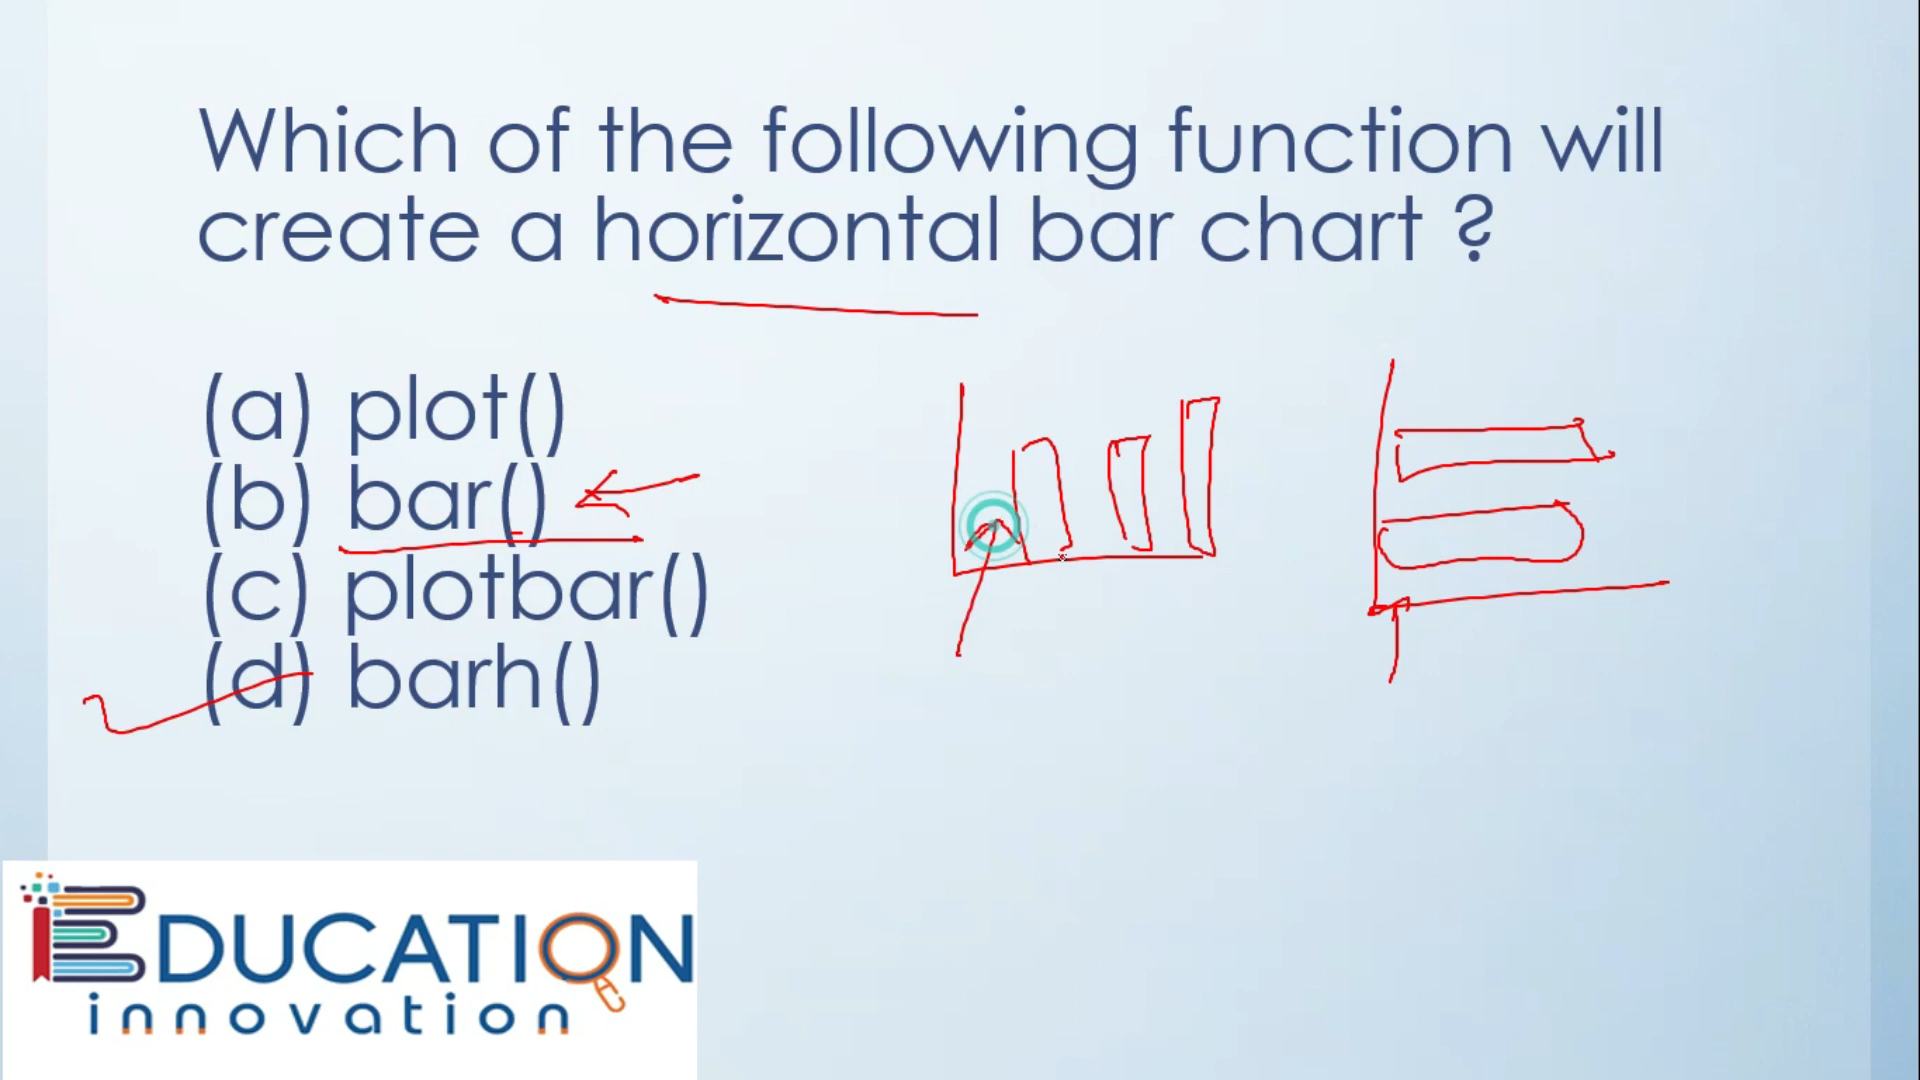 Which of the following function will
create a horizontal bar chart ?
(a) plot()
(b) bar()
(c) plotbar()
(d) barh()
EDUCATION
innovation